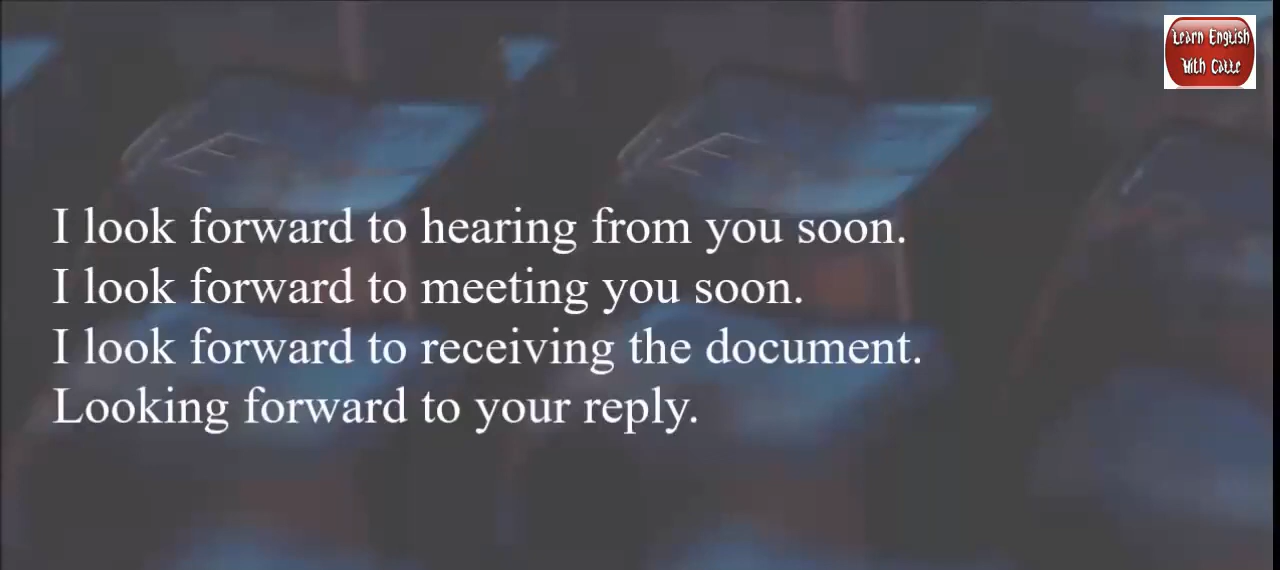 Learn English
With Catte
I look forward to hearing from you soon.
I look forward to meeting you soon.
I look forward to receiving the document.
Looking forward to your reply.